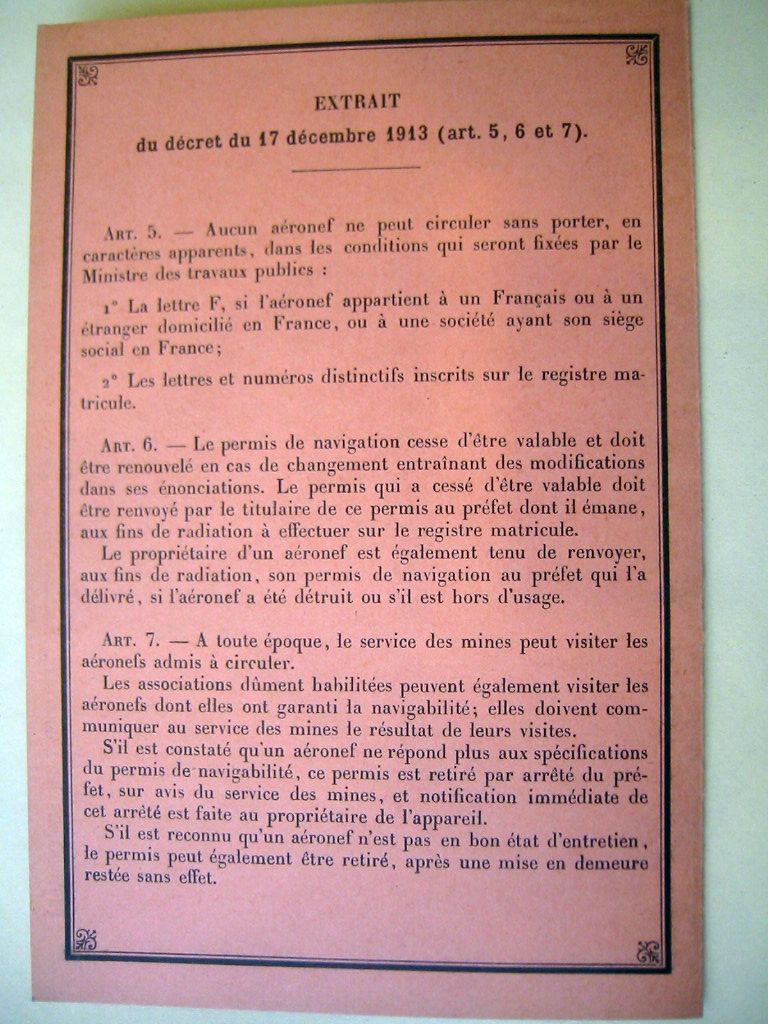 EXTRAIT
du décret du 17 décembre 1913 (art. 5, 6 et 7).
ART. 5. — Aucun aéronef ne peut circuler sans porter, en
caractères apparents, dans les conditions qui seront fixées par le
Ministre des travaux publics :
1° La lettre F, si l'aéronef appartient à un Français ou à un
étranger domicilié en France, ou à une société ayant son siège
social en France;
2° Les lettres et numéros distinctifs inscrits sur le registre ma-
tricule.
ART. 6. — Le permis de navigation cesse d'être valable et doit
être renouvelé en cas de changement entraînant des modifications
dans ses énonciations. Le permis qui a cessé d'être valable doit
être renvoyé par le titulaire de ce permis au préfet dont il émane,
aux fins de radiation à effectuer sur le registre matricule.
Le propriétaire d'un aéronef est également tenu de renvoyer,
aux fins de radiation, son permis de navigation au préfet qui l'a
délivré, si l'aéronef a été détruit ou s'il est hors d'usage.
ART. 7. — A toute époque, le service des mines peut visiter les
aéronefs admis à circuler.
Les associations dûment habilitées peuvent également visiter les
aéronefs dont elles ont garanti la navigabilité; elles doivent com-
muniquer au service des mines le résultat de leurs visites.
S'il est constaté qu'un aéronef ne répond plus aux spécifications
du permis de navigabilité, ce permis est retiré par arrêté du pré-
fet, sur avis du service des mines, et notification immédiate de
cet arrêté est faite au propriétaire de l'appareil.
S'il est reconnu qu'un aéronef n'est pas en bon état d'entretien,
le permis peut également être retiré, après une mise en demeure
restée sans effet.